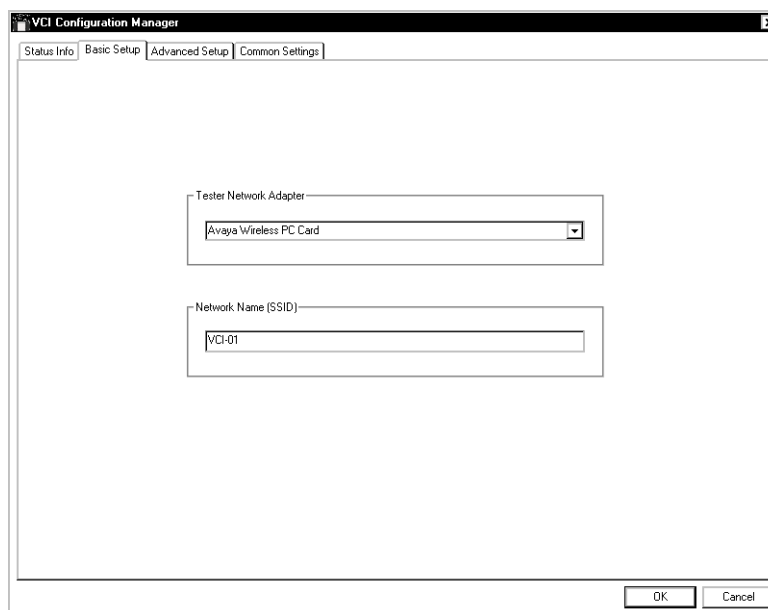 VCI Configuration Manager
Status Info Basic Setup Advanced Setup Common Settings
Tester Network Adapter
Avaya Wireless PC Card
Network Name (SSID)
VCI-01
OK Cancel